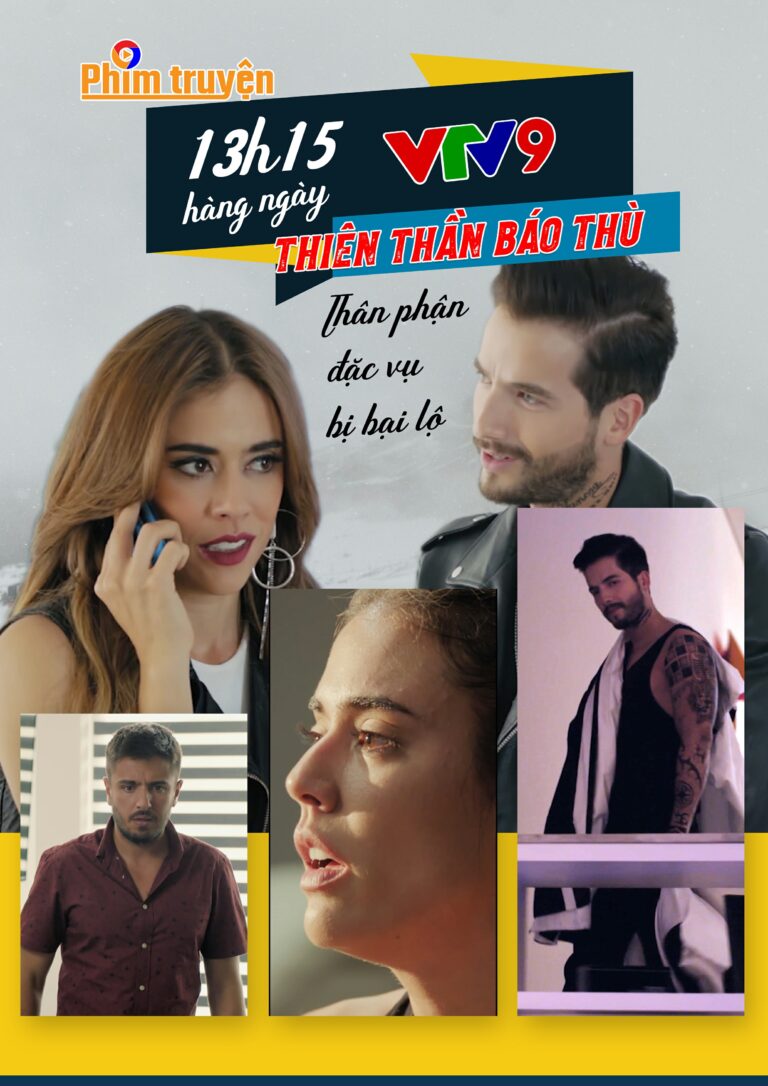 Phim truyện
13h15
hàng ngày
VTV9
THIÊN THẦN BÁO THÙ
Thân phận
đặc vụ
bị bại lộ